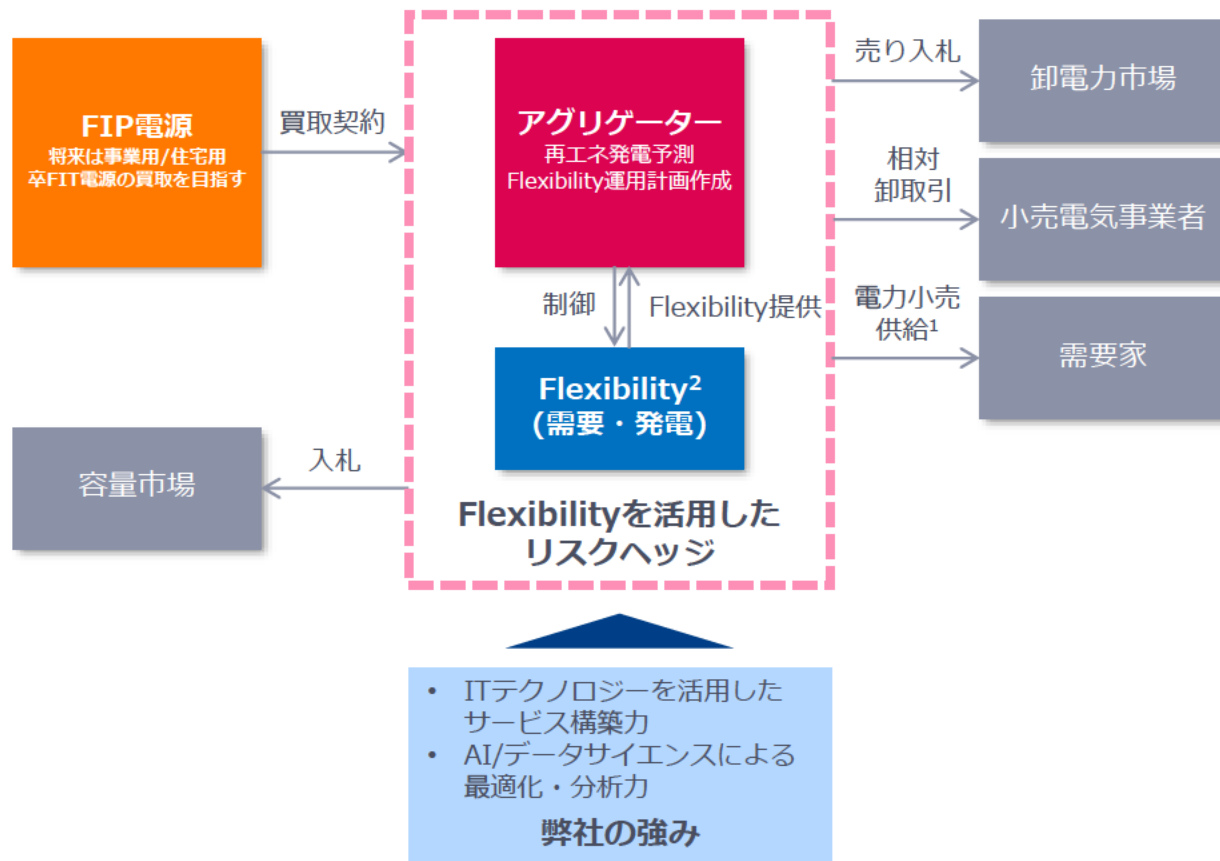 FIP電源
将来は事業用/住宅用
卒FIT電源の買取を目指す
買取契約
アグリゲーター
再エネ発電予測
Flexibility運用計画作成
制御
Flexibility提供
Flexibility²
(需要・発電)
Flexibilityを活用した
リスクヘッジ
売り入札
卸電力市場
相対
卸取引
小売電気事業者
電力小売
供給¹
需要家
容量市場
入札
• ITテクノロジーを活用した
サービス構築力
• AI/データサイエンスによる
最適化・分析力
弊社の強み